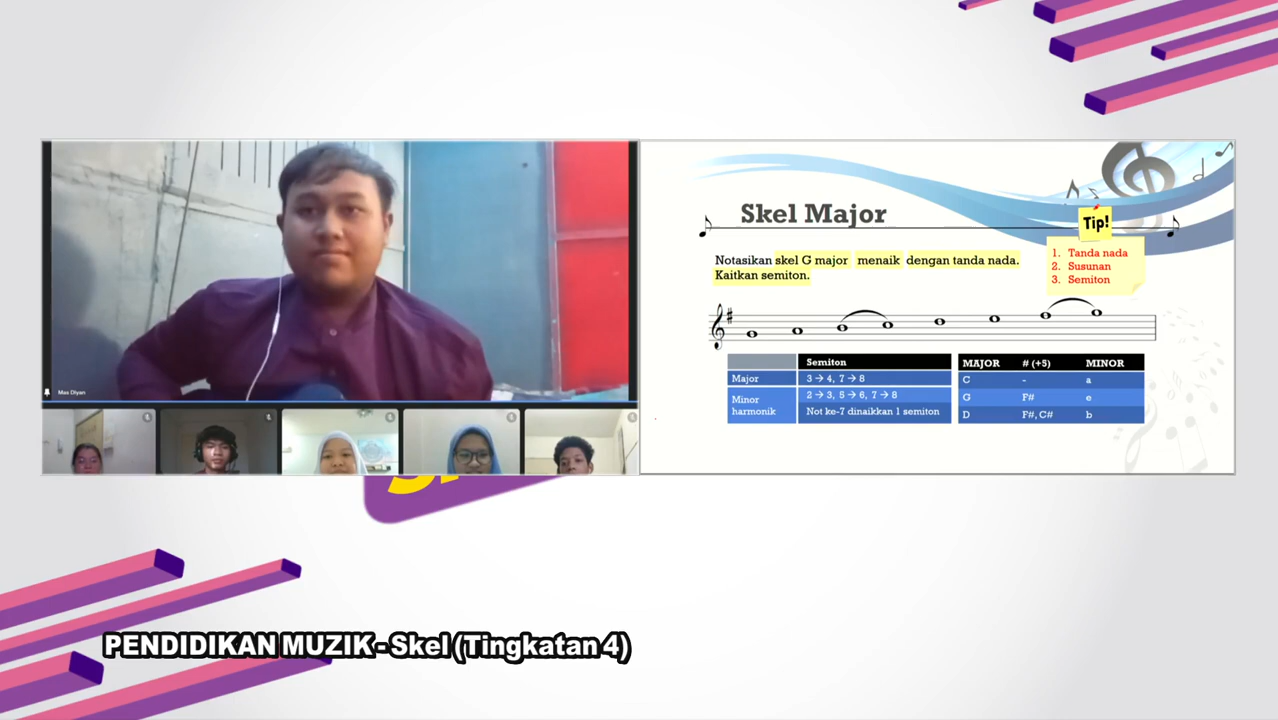 Mas Diyan
Skel Major
Tip!
Notasikan skel G major menaik dengan tanda nada.
Kaitkan semiton.
1. Tanda nada
2. Susunan
3. Semiton
Semiton
Major 3 → 4, 7 → 8
Minor harmonik 2 → 3, 5 → 6, 7 → 8
Not ke-7 dinaikkan 1 semiton
MAJOR # (+5) MINOR
C - a
G F# e
D F#, C# b
PENDIDIKAN MUZIK - Skel (Tingkatan 4)